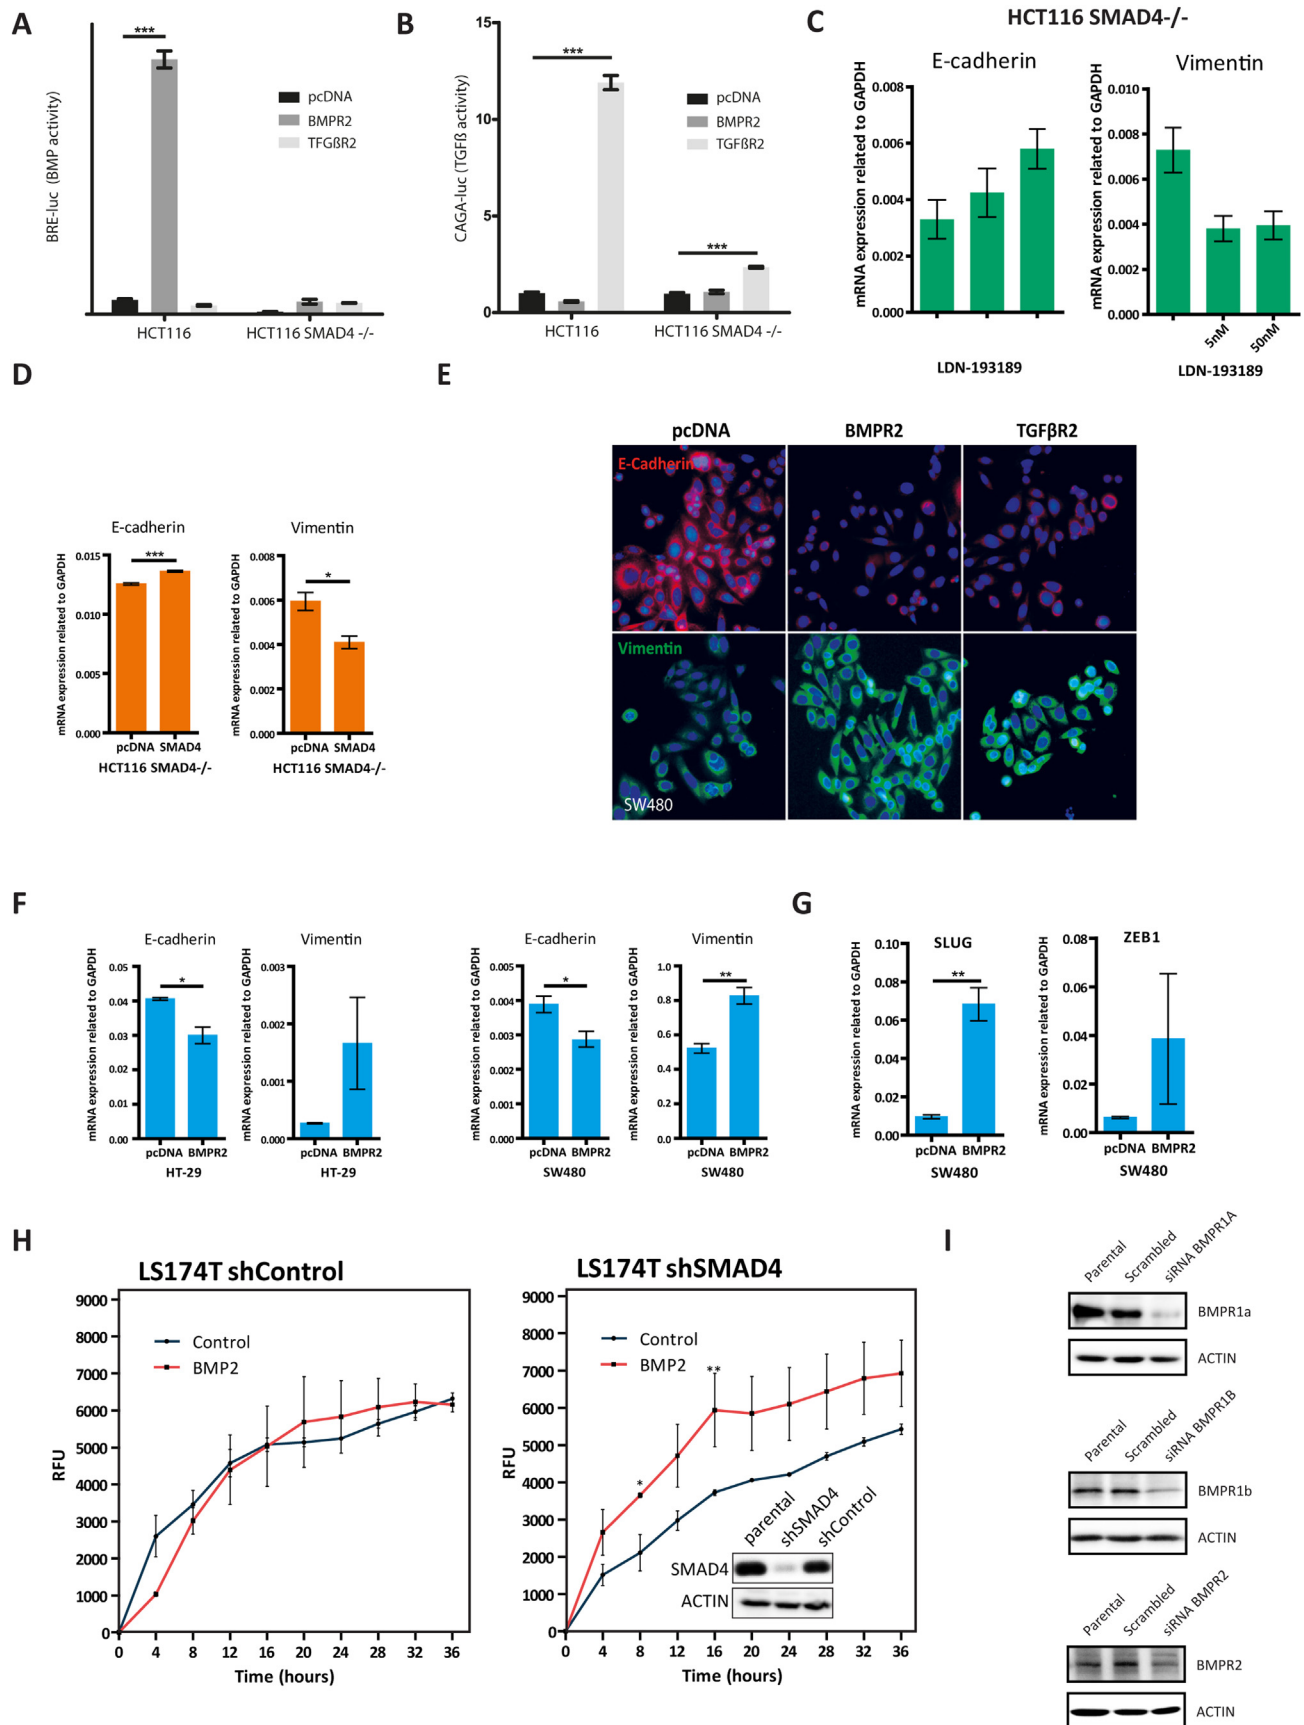 A
BRE-luc (BMP activity)
***
pcDNA
BMPR2
TFGßR2
HCT116
HCT116 SMAD4 -/-
B
CAGA-luc (TGFß activity)
15
10
5
0
***
***
pcDNA
BMPR2
TGFßR2
HCT116
HCT116 SMAD4 -/-
C
HCT116 SMAD4-/-
E-cadherin
mRNA expression related to GAPDH
0.008
0.006
0.004
0.002
0.000
LDN-193189
Vimentin
mRNA expression related to GAPDH
0.010
0.008
0.006
0.004
0.002
0.000
5nM
50nM
LDN-193189
D
E-cadherin
mRNA expression related to GAPDH
0.015
0.010
0.005
0.000
***
pcDNA SMAD4
HCT116 SMAD4-/-
Vimentin
mRNA expression related to GAPDH
0.008
0.006
0.004
0.002
0.000
*
pcDNA SMAD4
HCT116 SMAD4-/-
E
pcDNA
BMPR2
TGFβR2
E-Cadherin
Vimentin
SW480
F
E-cadherin
mRNA expression related to GAPDH
0.05
0.04
0.03
0.02
0.01
0.00
*
pcDNA BMPR2
HT-29
Vimentin
mRNA expression related to GAPDH
0.003
0.002
0.001
0.000
pcDNA BMPR2
HT-29
E-cadherin
mRNA expression related to GAPDH
0.005
0.004
0.003
0.002
0.001
0.000
*
pcDNA BMPR2
SW480
Vimentin
mRNA expression related to GAPDH
1.0
0.8
0.6
0.4
0.2
0.0
**
pcDNA BMPR2
SW480
G
SLUG
mRNA expression related to GAPDH
0.10
0.08
0.06
0.04
0.02
0.00
**
pcDNA BMPR2
SW480
ZEB1
mRNA expression related to GAPDH
0.08
0.06
0.04
0.02
0.00
pcDNA BMPR2
SW480
H
LS174T shControl
RFU
9000
8000
7000
6000
5000
4000
3000
2000
1000
0
Control
BMP2
0 4 8 12 16 20 24 28 32 36
Time (hours)
LS174T shSMAD4
RFU
9000
8000
7000
6000
5000
4000
3000
2000
1000
0
Control
BMP2
*
**
parental
shSMAD4
shControl
SMAD4
ACTIN
0 4 8 12 16 20 24 28 32 36
Time (hours)
I
Parental
Scrambled
siRNA BMPR1A
BMPR1a
ACTIN
Parental
Scrambled
siRNA BMPR1B
BMPR1b
ACTIN
Parental
Scrambled
siRNA BMPR2
BMPR2
ACTIN